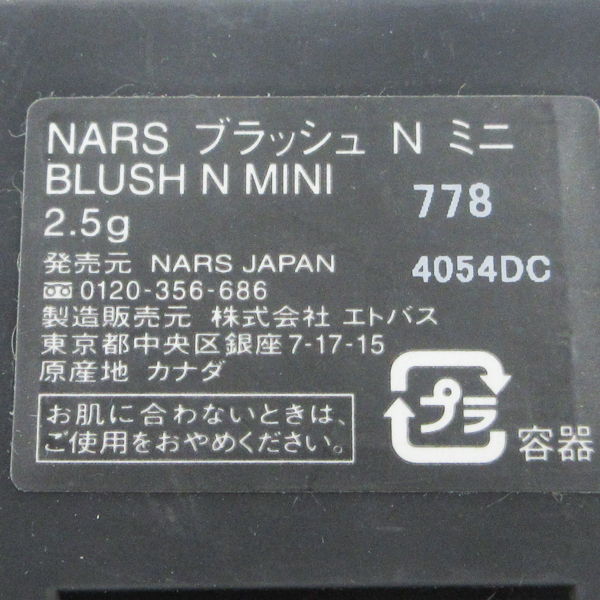 NARS ブラッシュ N ミニ
BLUSH N MINI
778
2.5g
発売元 NARS JAPAN
4054DC
0120-356-686
製造販売元 株式会社 エトバス
東京都中央区銀座7-17-15
原産地 カナダ
お肌に合わないときは、
ご使用をおやめください。
プラ
容器